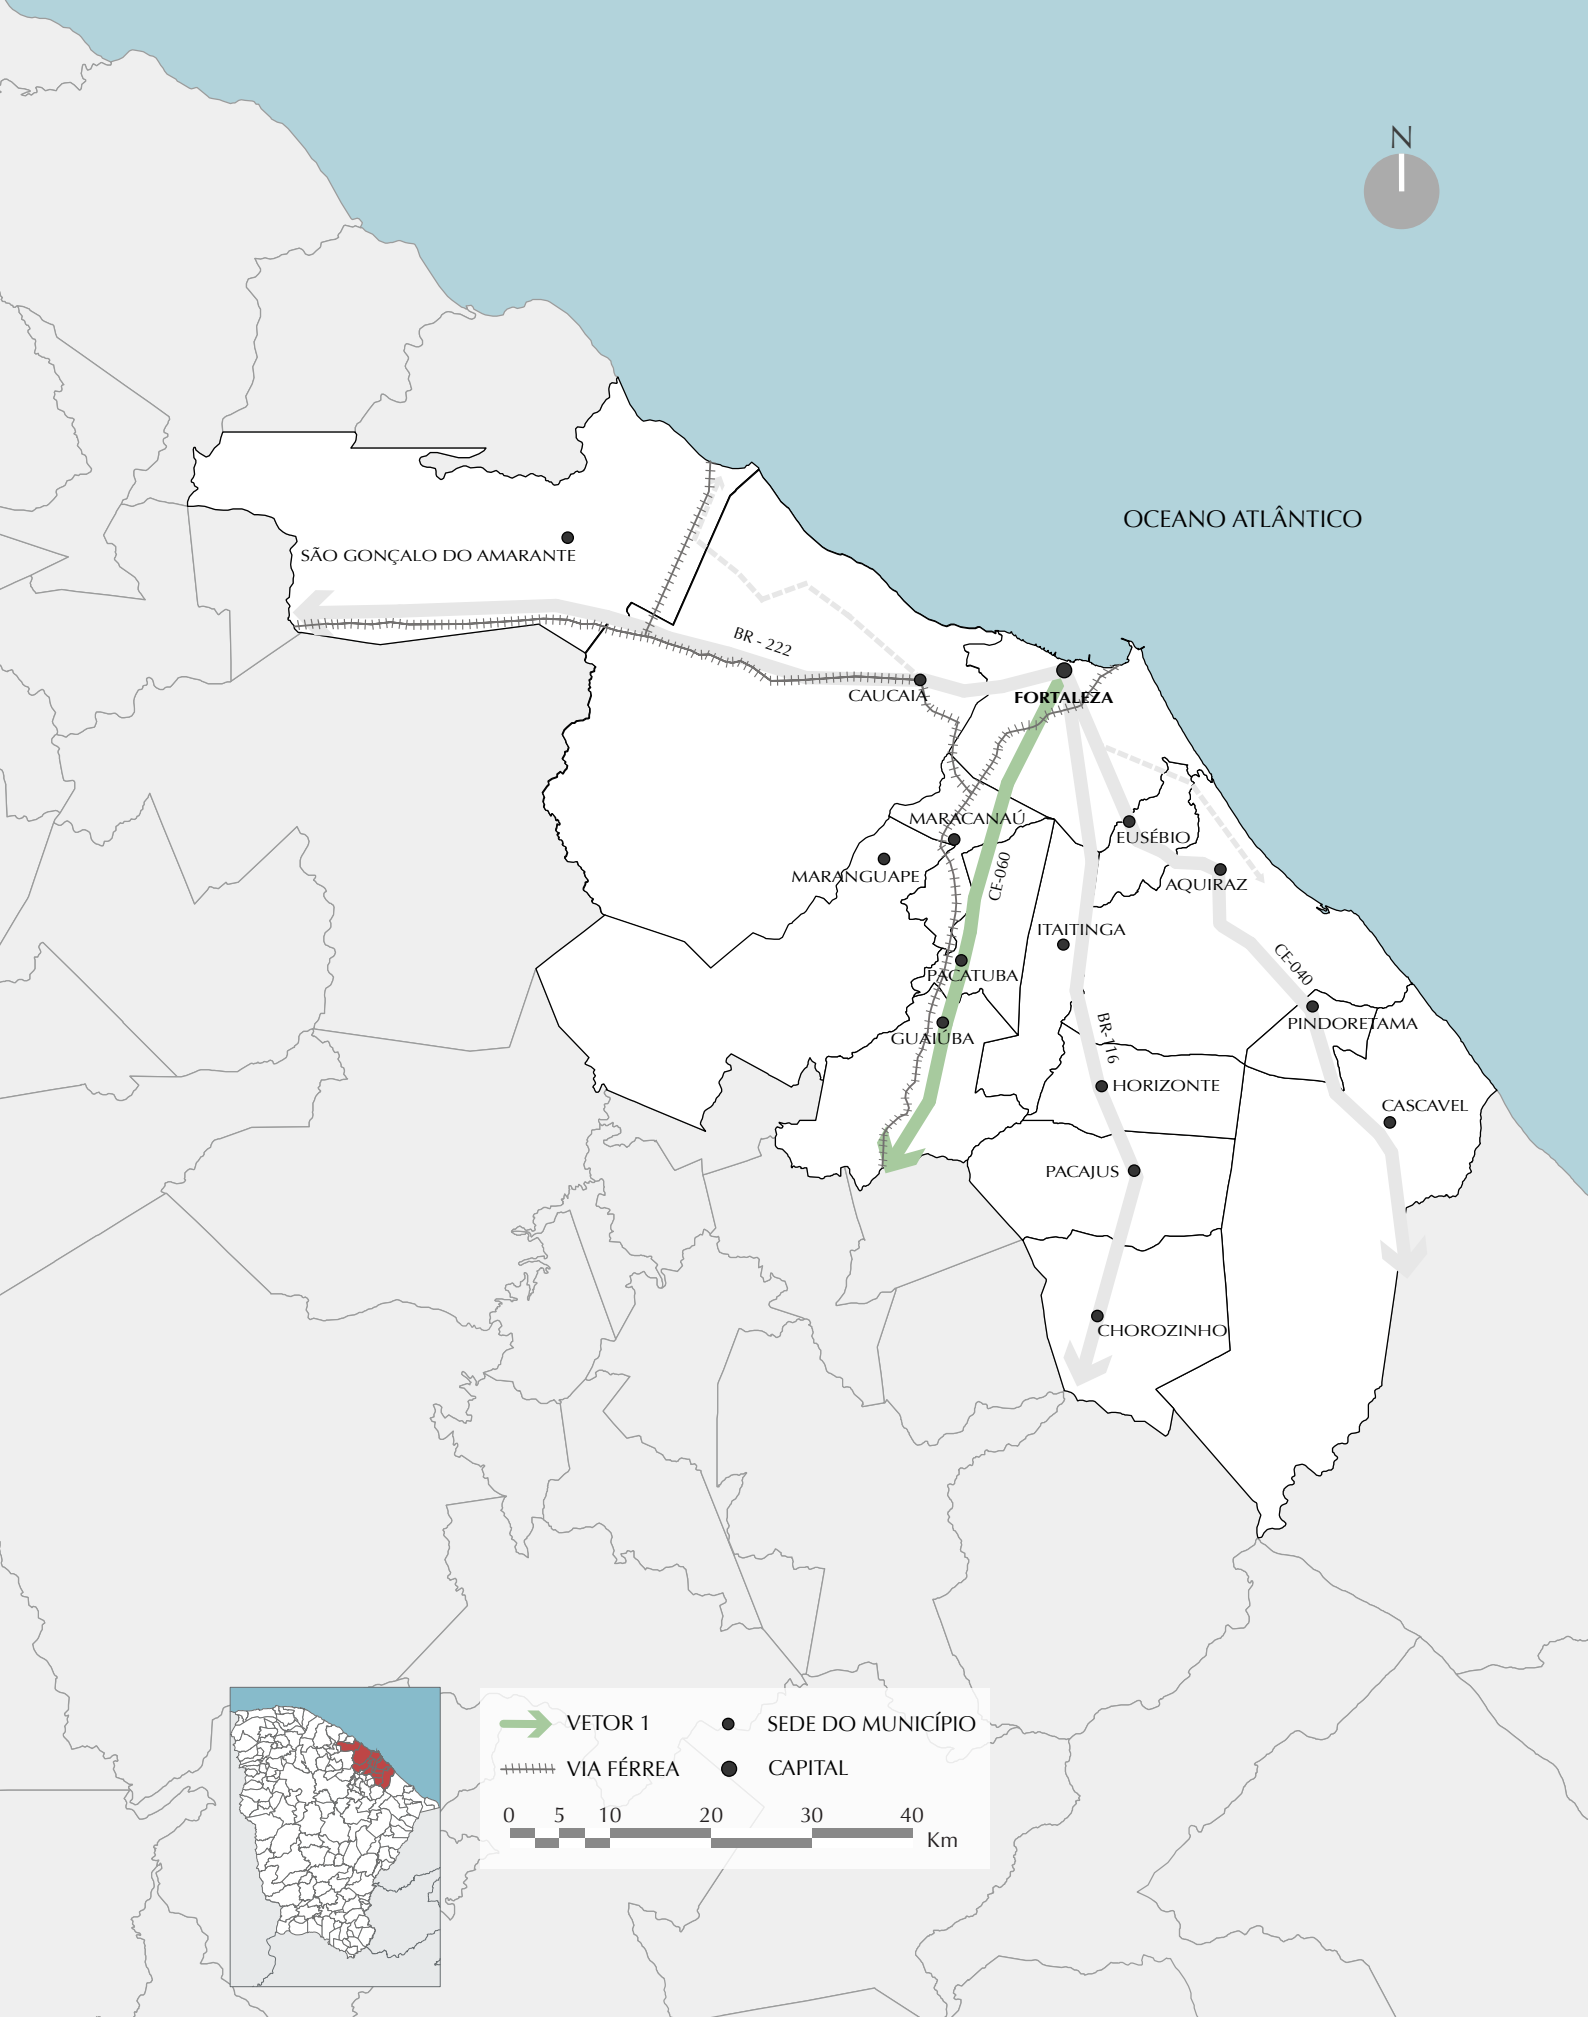 N
OCEANO ATLÂNTICO
SÃO GONÇALO DO AMARANTE
BR - 222
CAUCAIA
FORTALEZA
MARACANAÚ
EUSÉBIO
MARANGUAPE
CE-060
AQUIRAZ
ITAITINGA
CE-040
PACATUBA
PINDORETAMA
GUAIÚBA
BR-116
HORIZONTE
CASCAVEL
PACAJUS
CHOROZINHO
VETOR 1
SEDE DO MUNICÍPIO
VIA FÉRREA
CAPITAL
0 5 10 20 30 40
Km